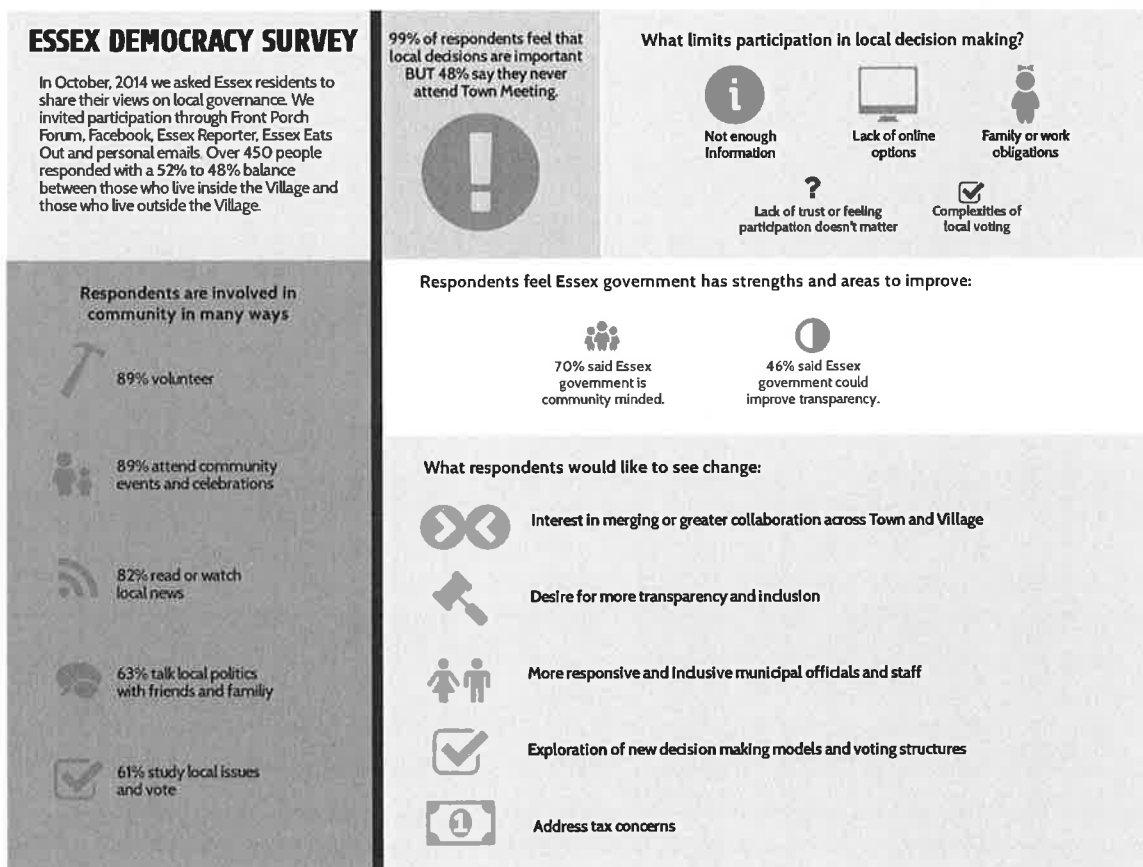 ESSEX DEMOCRACY SURVEY
In October, 2014 we asked Essex residents to
share their views on local governance. We
invited participation through Front Porch
Forum, Facebook, Essex Reporter, Essex Eats
Out and personal emails. Over 450 people
responded with a 52% to 48% balance
between those who live inside the Village and
those who live outside the Village.
99% of respondents feel that
local decisions are important
BUT 48% say they never
attend Town Meeting.
!
What limits participation in local decision making?
i
Not enough
Information
Lack of online
options
Family or work
obligations
?
Lack of trust or feeling
participation doesn't matter
Complexities of
local voting
Respondents are involved in
community in many ways
89% volunteer
89% attend community
events and celebrations
82% read or watch
local news
63% talk local politics
with friends and familiy
61% study local issues
and vote
Respondents feel Essex government has strengths and areas to improve:
70% said Essex
government is
community minded.
46% said Essex
government could
improve transparency.
What respondents would like to see change:
Interest in merging or greater collaboration across Town and Village
Desire for more transparency and inclusion
More responsive and inclusive municipal officials and staff
Exploration of new decision making models and voting structures
1
Address tax concerns